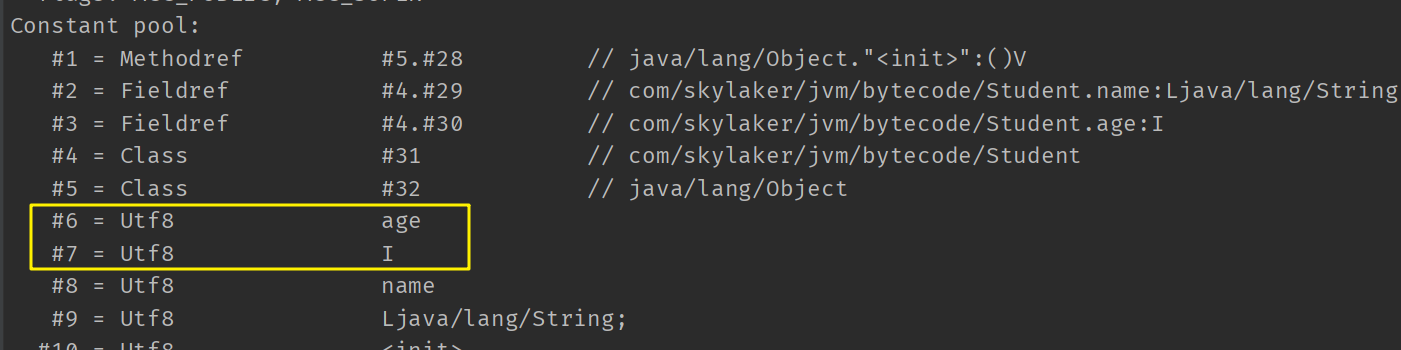 Constant pool:
#1 = Methodref #5.#28 // java/lang/Object."<init>":()V
#2 = Fieldref #4.#29 // com/skylaker/jvm/bytecode/Student.name:Ljava/lang/String
#3 = Fieldref #4.#30 // com/skylaker/jvm/bytecode/Student.age:I
#4 = Class #31 // com/skylaker/jvm/bytecode/Student
#5 = Class #32 // java/lang/Object
#6 = Utf8 age
#7 = Utf8 I
#8 = Utf8 name
#9 = Utf8 Ljava/lang/String;
#10 = Utf8 <init>